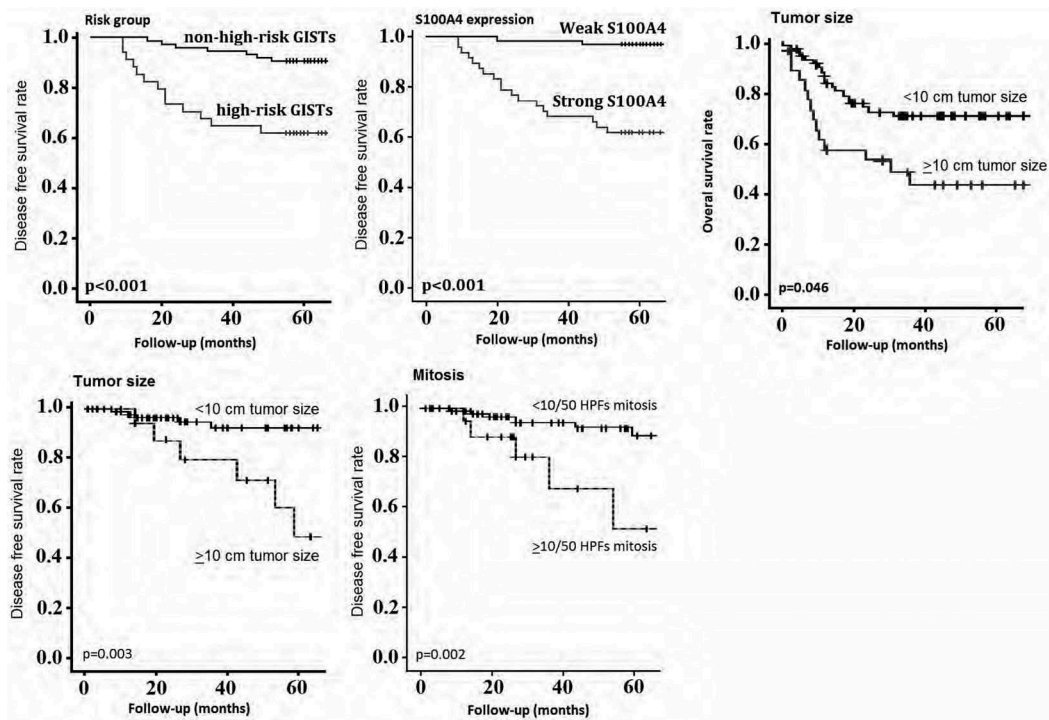 Risk group
non-high-risk GISTs
high-risk GISTs
Disease free survival rate
1.0
0.8
0.6
0.4
0.2
0.0
p<0.001
0 20 40 60
Follow-up (months)
S100A4 expression
Weak S100A4
Strong S100A4
Disease free survival rate
1.0
0.8
0.6
0.4
0.2
0.0
p<0.001
0 20 40 60
Follow-up (months)
Tumor size
<10 cm tumor size
≥10 cm tumor size
Overal survival rate
1.0
0.8
0.6
0.4
0.2
0.0
p=0.046
0 20 40 60
Follow-up (months)
Tumor size
<10 cm tumor size
≥10 cm tumor size
Disease free survival rate
1.0
0.8
0.6
0.4
0.2
0.0
p=0.003
0 20 40 60
Follow-up (months)
Mitosis
<10/50 HPFs mitosis
≥10/50 HPFs mitosis
Disease free survival rate
1.0
0.8
0.6
0.4
0.2
0.0
p=0.002
0 20 40 60
Follow-up (months)